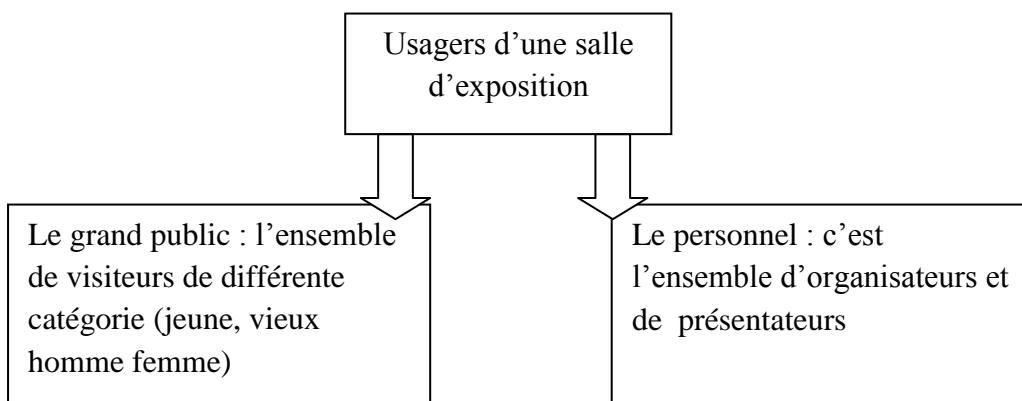 Usagers d’une salle
d’exposition
Le grand public : l’ensemble
de visiteurs de différente
catégorie (jeune, vieux
homme femme)
Le personnel : c’est
l’ensemble d’organisateurs et
de  présentateurs